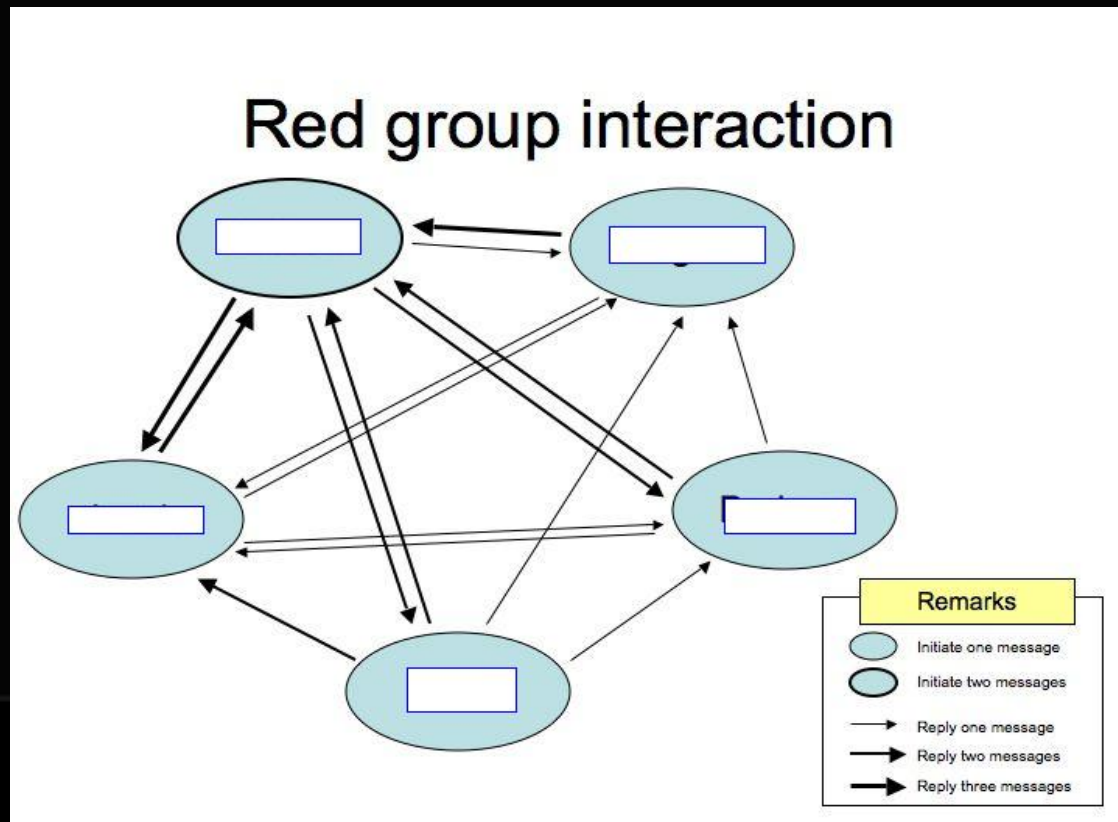 Red group interaction
Remarks
Initiate one message
Initiate two messages
Reply one message
Reply two messages
Reply three messages